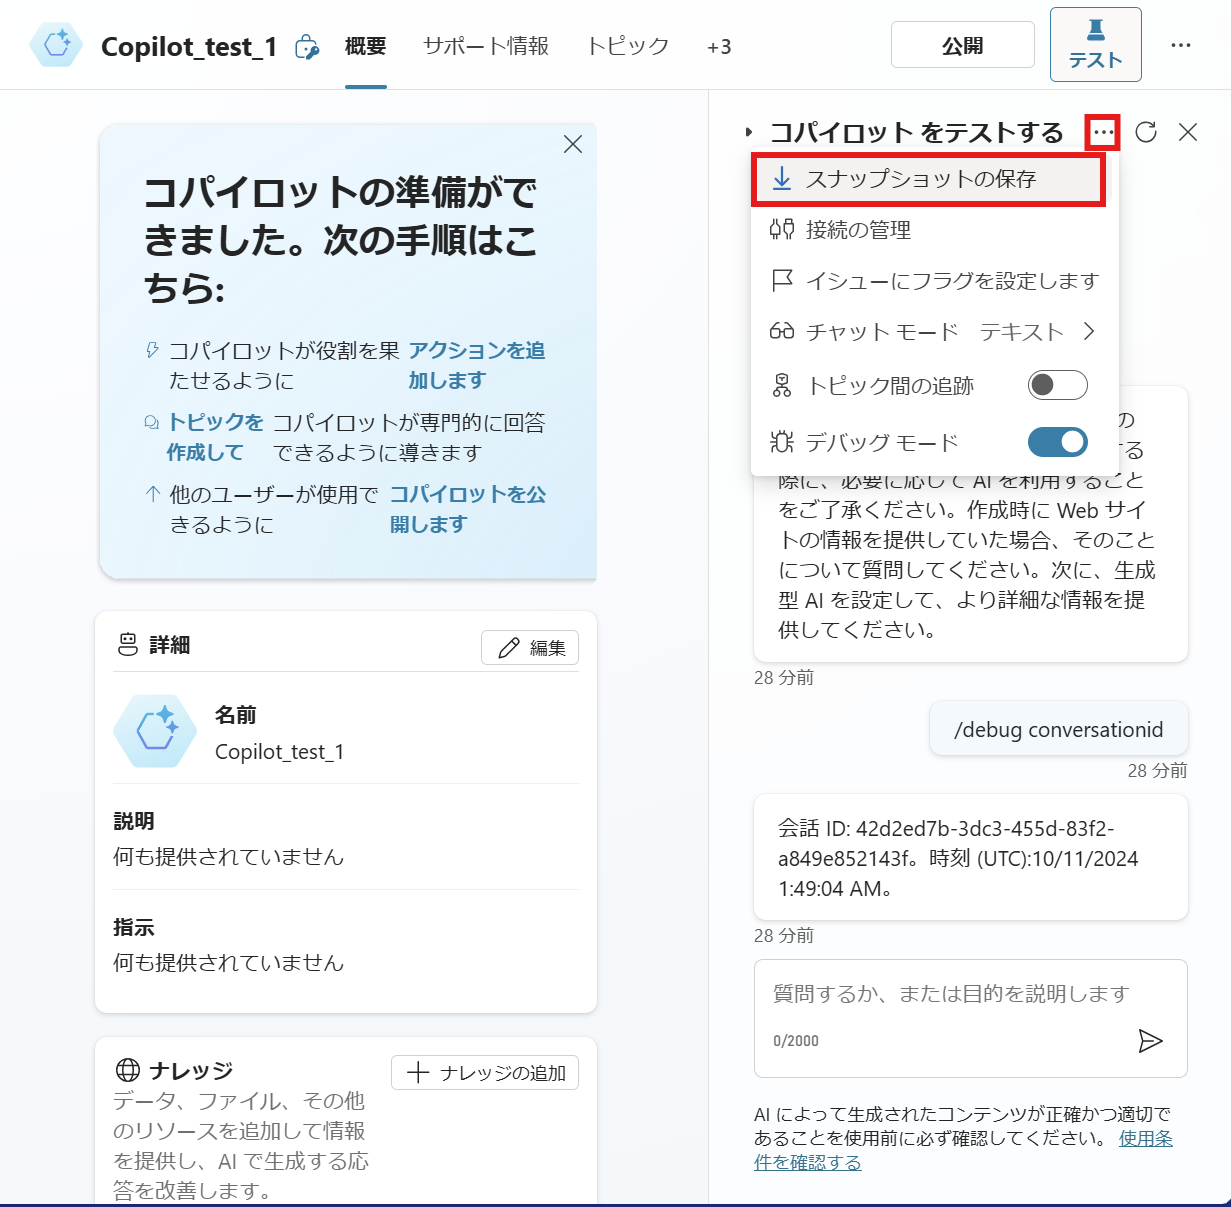 Copilot_test_1
概要
サポート情報
トピック
+3
公開
テスト
コパイロットの準備がで
きました。次の手順はこ
ちら:
コパイロットが役割を果
たせるように
アクションを追
加します
トピックを
作成して
コパイロットが専門的に回答
できるように導きます
他のユーザーが使用で
きるように
コパイロットを公
開します
詳細
編集
名前
Copilot_test_1
説明
何も提供されていません
指示
何も提供されていません
ナレッジ
ナレッジの追加
データ、ファイル、その他
のリソースを追加して情報
を提供し、AI で生成する応
答を改善します。
コパイロット をテストする
スナップショットの保存
接続の管理
イシューにフラグを設定します
チャット モード テキスト
トピック間の追跡
デバッグ モード
の
する
際に、必要に応じて AI を利用すること
をご了承ください。作成時に Web サイ
トの情報を提供していた場合、そのこと
について質問してください。次に、生成
型 AI を設定して、より詳細な情報を提
供してください。
28 分前
/debug conversationid
28 分前
会話 ID: 42d2ed7b-3dc3-455d-83f2-
a849e852143f。時刻 (UTC):10/11/2024
1:49:04 AM。
28 分前
質問するか、または目的を説明します
0/2000
AI によって生成されたコンテンツが正確かつ適切で
あることを使用前に必ず確認してください。 使用条
件を確認する